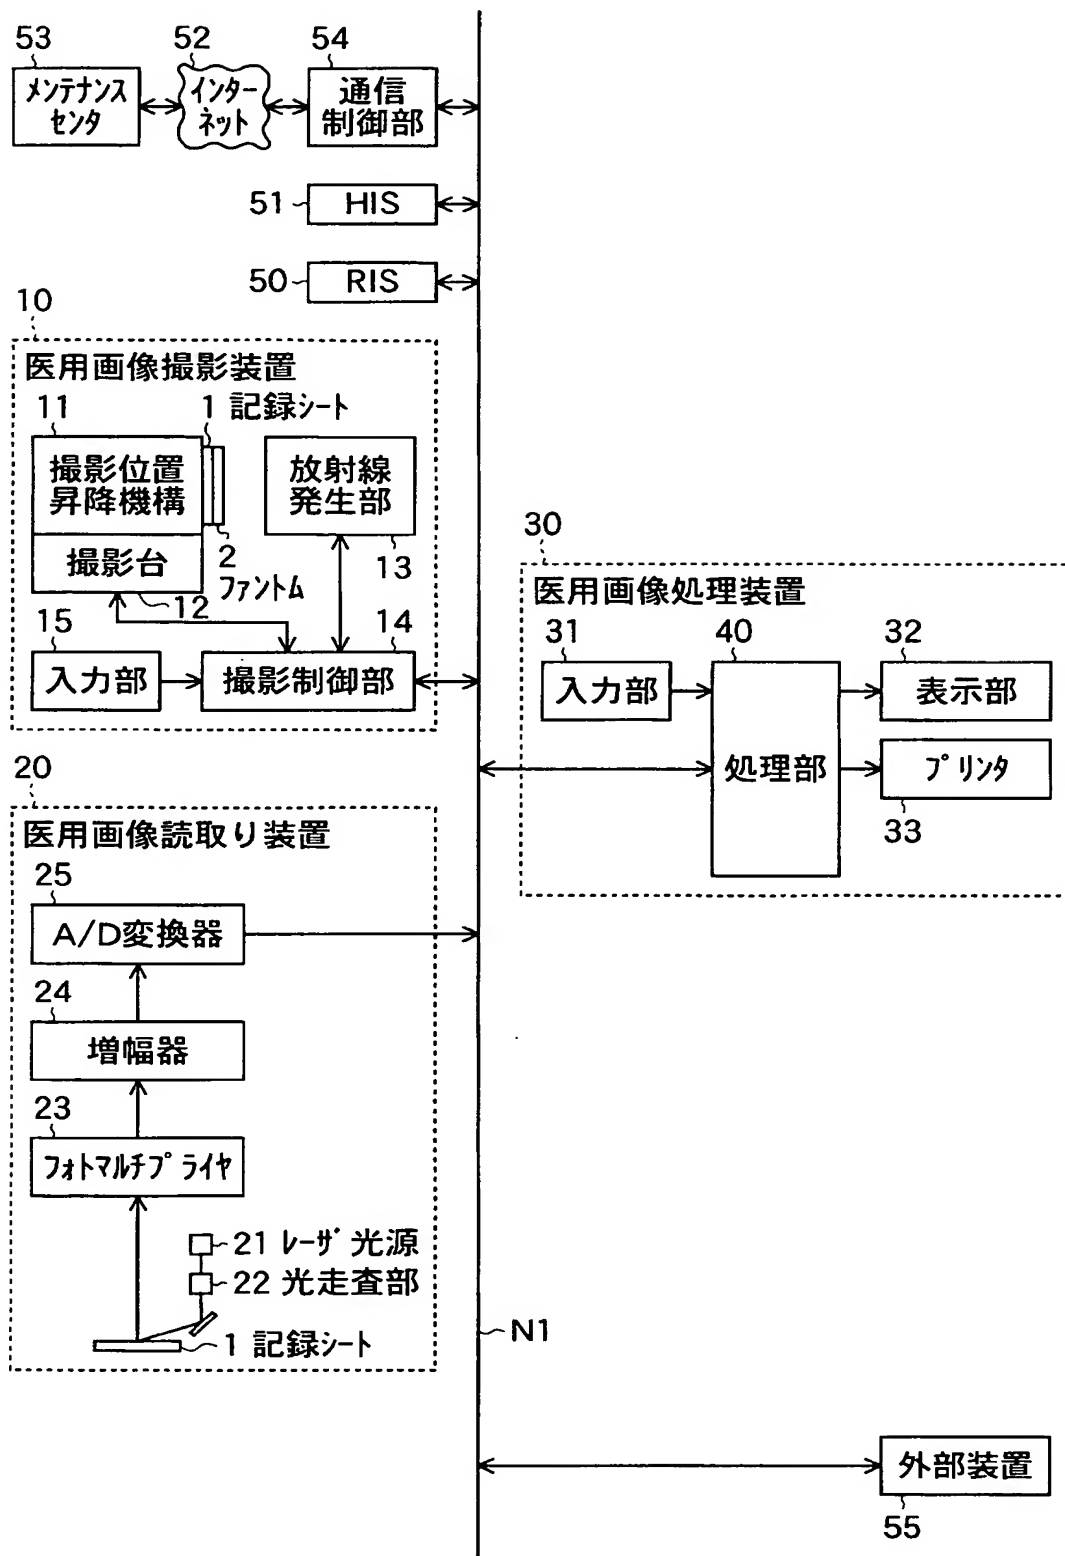 53
52
54
メンテナンス
センタ
インター
ネット
通信
制御部
51
HIS
50
RIS
10
医用画像撮影装置
11
1 記録シート
撮影位置
昇降機構
放射線
発生部
撮影台
2
ファントム
13
12
15
14
入力部
撮影制御部
30
医用画像処理装置
31
40
32
入力部
表示部
処理部
プリンタ
33
20
医用画像読取り装置
25
A/D変換器
24
増幅器
23
フォトマルチプライヤ
21 レーザ光源
22 光走査部
1 記録シート
N1
外部装置
55